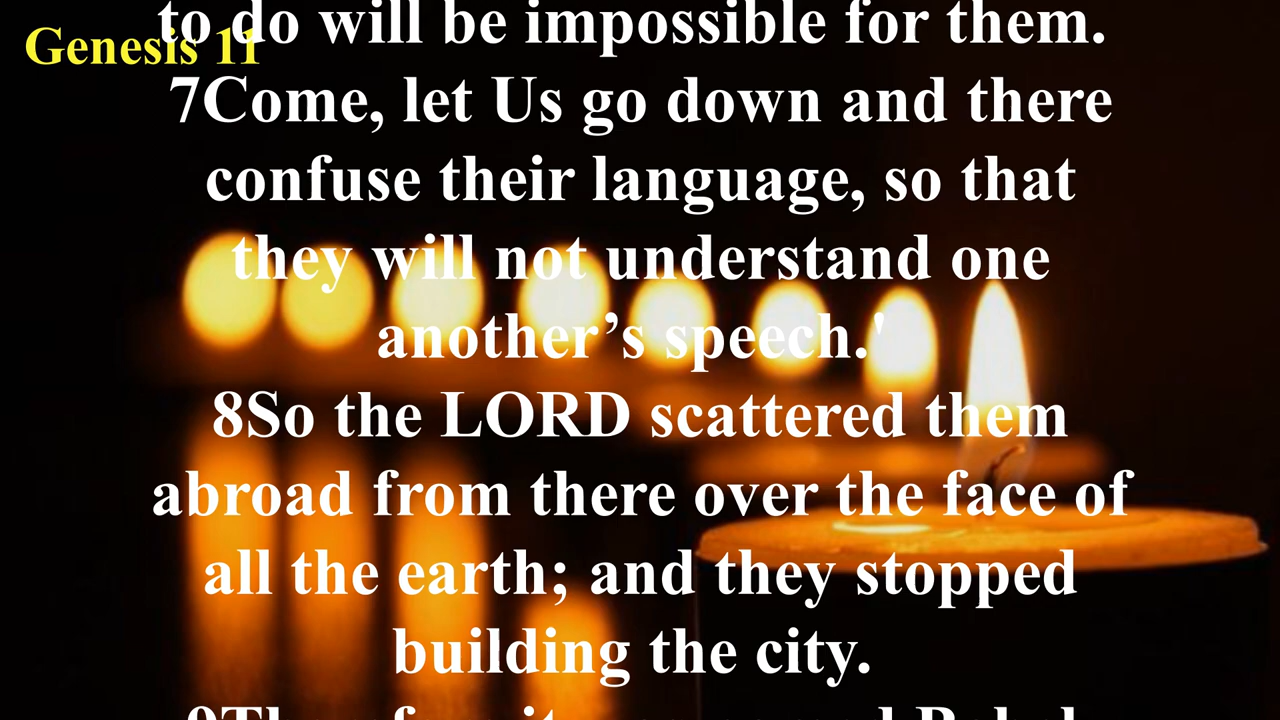 Genesis 11
to do will be impossible for them.
7Come, let Us go down and there
confuse their language, so that
they will not understand one
another’s speech.'
8So the LORD scattered them
abroad from there over the face of
all the earth; and they stopped
building the city.